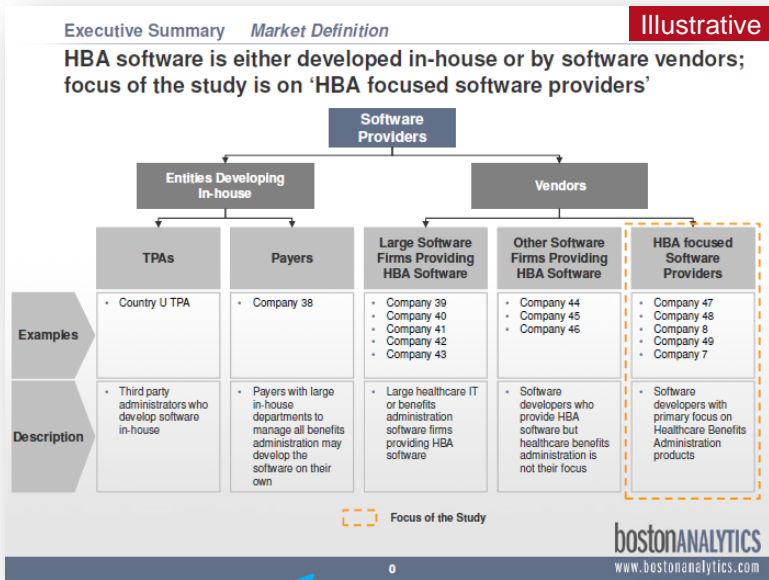 Executive Summary Market Definition
Illustrative
HBA software is either developed in-house or by software vendors;
focus of the study is on ‘HBA focused software providers’
Software
Providers
Entities Developing
In-house
Vendors
TPAs
Payers
Large Software
Firms Providing
HBA Software
Other Software
Firms Providing
HBA Software
HBA focused
Software
Providers
Examples
• Country U TPA
• Company 38
• Company 39
• Company 40
• Company 41
• Company 42
• Company 43
• Company 44
• Company 45
• Company 46
• Company 47
• Company 48
• Company 8
• Company 49
• Company 7
Description
• Third party
administrators who
develop software
in-house
• Payers with large
in-house
departments to
manage all benefits
administration may
develop the
software on their
own
• Large healthcare IT
or benefits
administration
software firms
providing HBA
software
• Software
developers who
provide HBA
software but
healthcare benefits
administration is
not their focus
• Software
developers with
primary focus on
Healthcare Benefits
Administration
products
Focus of the Study
bostonANALYTICS
0
www.bostonanalytics.com